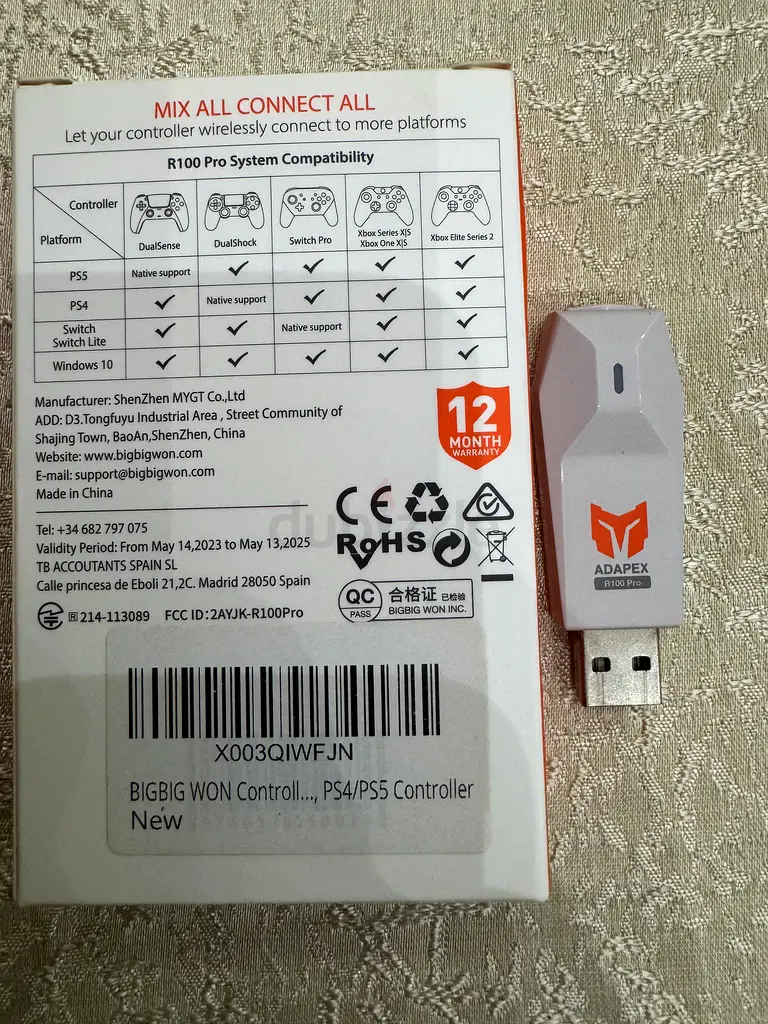 MIX ALL CONNECT ALL
Let your controller wirelessly connect to more platforms
R100 Pro System Compatibility
Controller
Platform
DualSense
DualShock
Switch Pro
Xbox Series X|S
Xbox One X|S
Xbox Elite Series 2
PS5 Native support ✓ ✓ ✓ ✓
PS4 ✓ Native support ✓ ✓ ✓
Switch
Switch Lite ✓ ✓ Native support ✓ ✓
Windows 10 ✓ ✓ ✓ ✓ ✓
Manufacturer: ShenZhen MYGT Co.,Ltd
ADD: D3.Tongfuyu Industrial Area , Street Community of
Shajing Town, BaoAn,ShenZhen, China
Website: www.bigbigwon.com
E-mail: support@bigbigwon.com
Made in China
12
MONTH
WARRANTY
CE
RoHS
Tel: +34 682 797 075
Validity Period: From May 14,2023 to May 13,2025
TB ACCOUTANTS SPAIN SL
Calle princesa de Eboli 21,2C. Madrid 28050 Spain
R 214-113089 FCC ID:2AYJK-R100Pro
QC
PASS
合格证 已检验
BIGBIG WON INC.
X003QIWFJN
BIGBIG WON Controll..., PS4/PS5 Controller
New
ADAPEX
R100 Pro